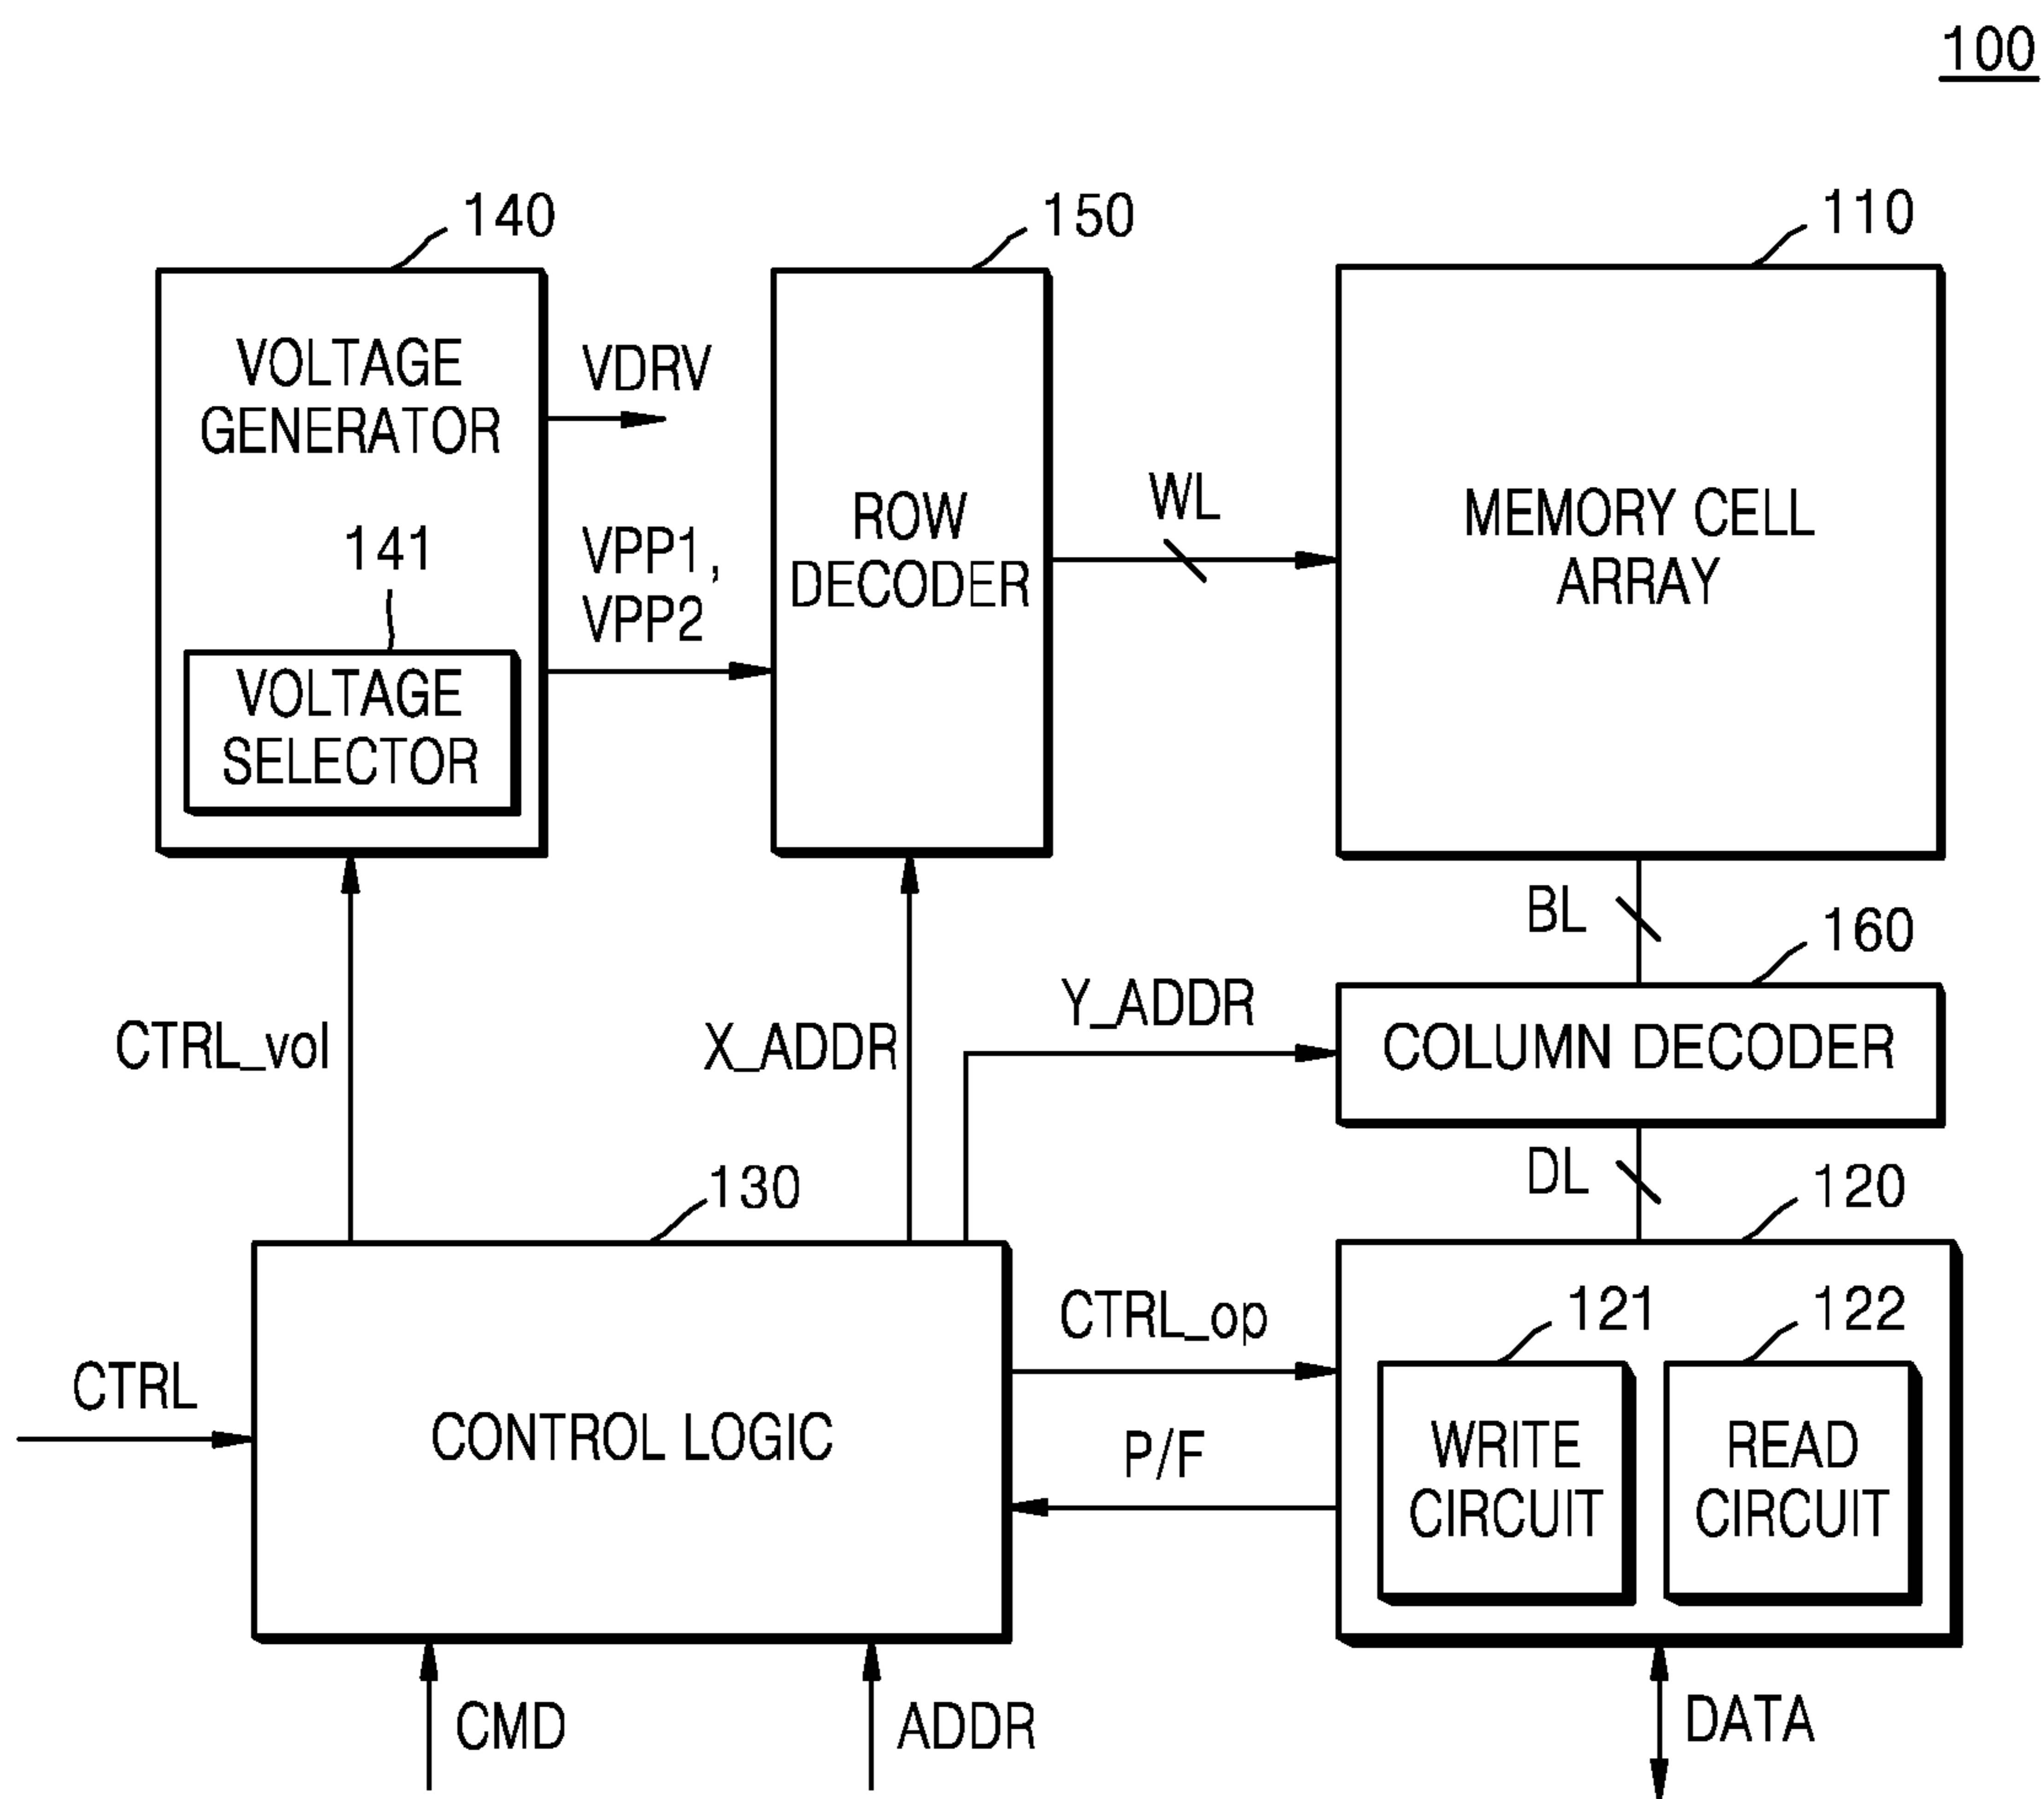 100
140
150
110
VOLTAGE
GENERATOR
VDRV
141
VPP1,
VPP2
VOLTAGE
SELECTOR
ROW
DECODER
WL
MEMORY CELL
ARRAY
BL
160
CTRL_vol
X_ADDR
Y_ADDR
COLUMN DECODER
DL
130
120
CTRL
CONTROL LOGIC
CTRL_op
P/F
121
122
WRITE
CIRCUIT
READ
CIRCUIT
CMD
ADDR
DATA